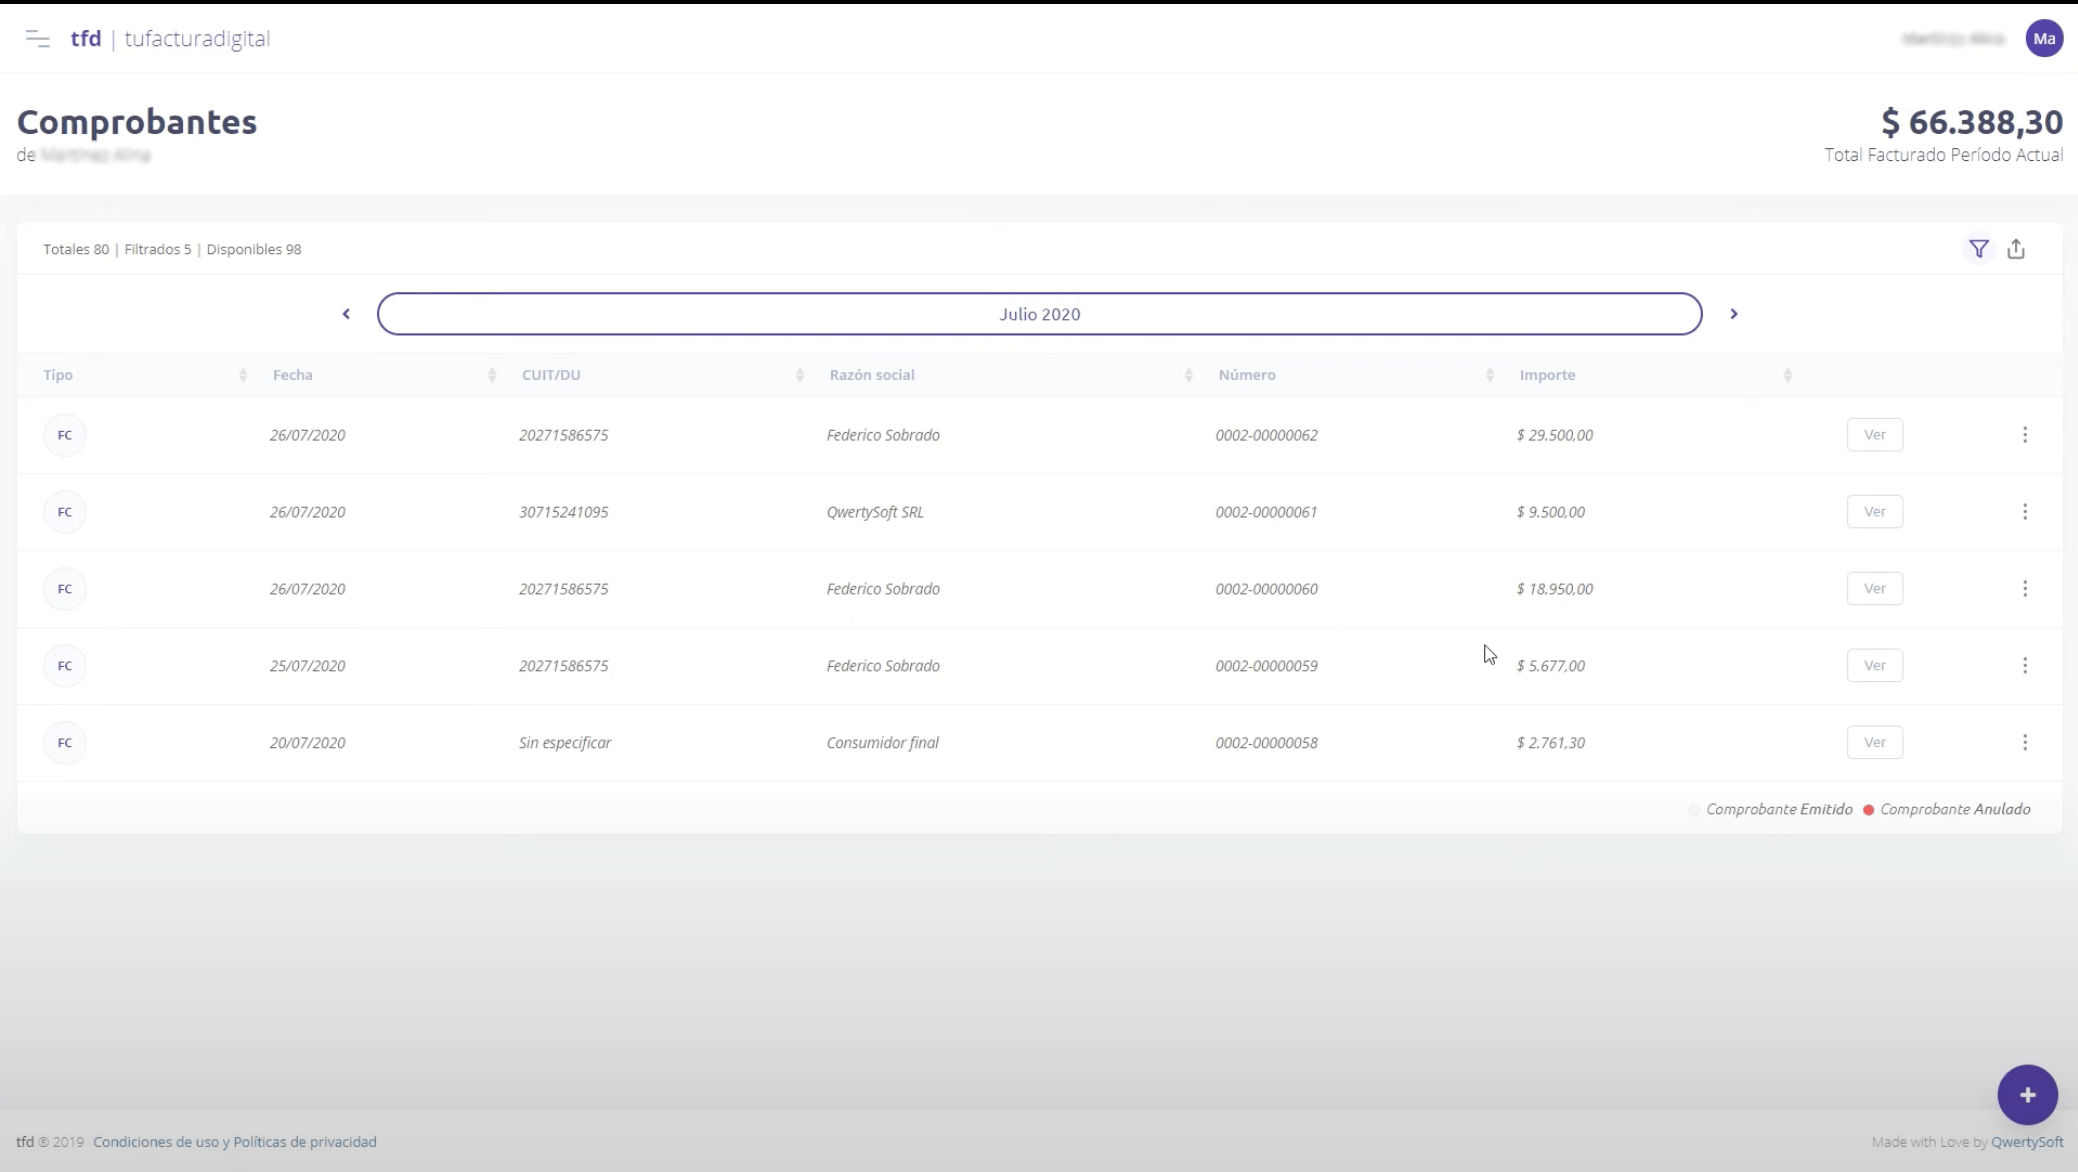 tfd | tufacturadigital
Ma
Comprobantes
de
$ 66.388,30
Total Facturado Período Actual
Totales 80 | Filtrados 5 | Disponibles 98
Julio 2020
Tipo Fecha CUIT/DU Razón social Número Importe
FC 26/07/2020 20271586575 Federico Sobrado 0002-00000062 $ 29.500,00 Ver
FC 26/07/2020 30715241095 QwertySoft SRL 0002-00000061 $ 9.500,00 Ver
FC 26/07/2020 20271586575 Federico Sobrado 0002-00000060 $ 18.950,00 Ver
FC 25/07/2020 20271586575 Federico Sobrado 0002-00000059 $ 5.677,00 Ver
FC 20/07/2020 Sin especificar Consumidor final 0002-00000058 $ 2.761,30 Ver
Comprobante Emitido Comprobante Anulado
tfd ® 2019 Condiciones de uso y Políticas de privacidad
Made with Love by QwertySoft